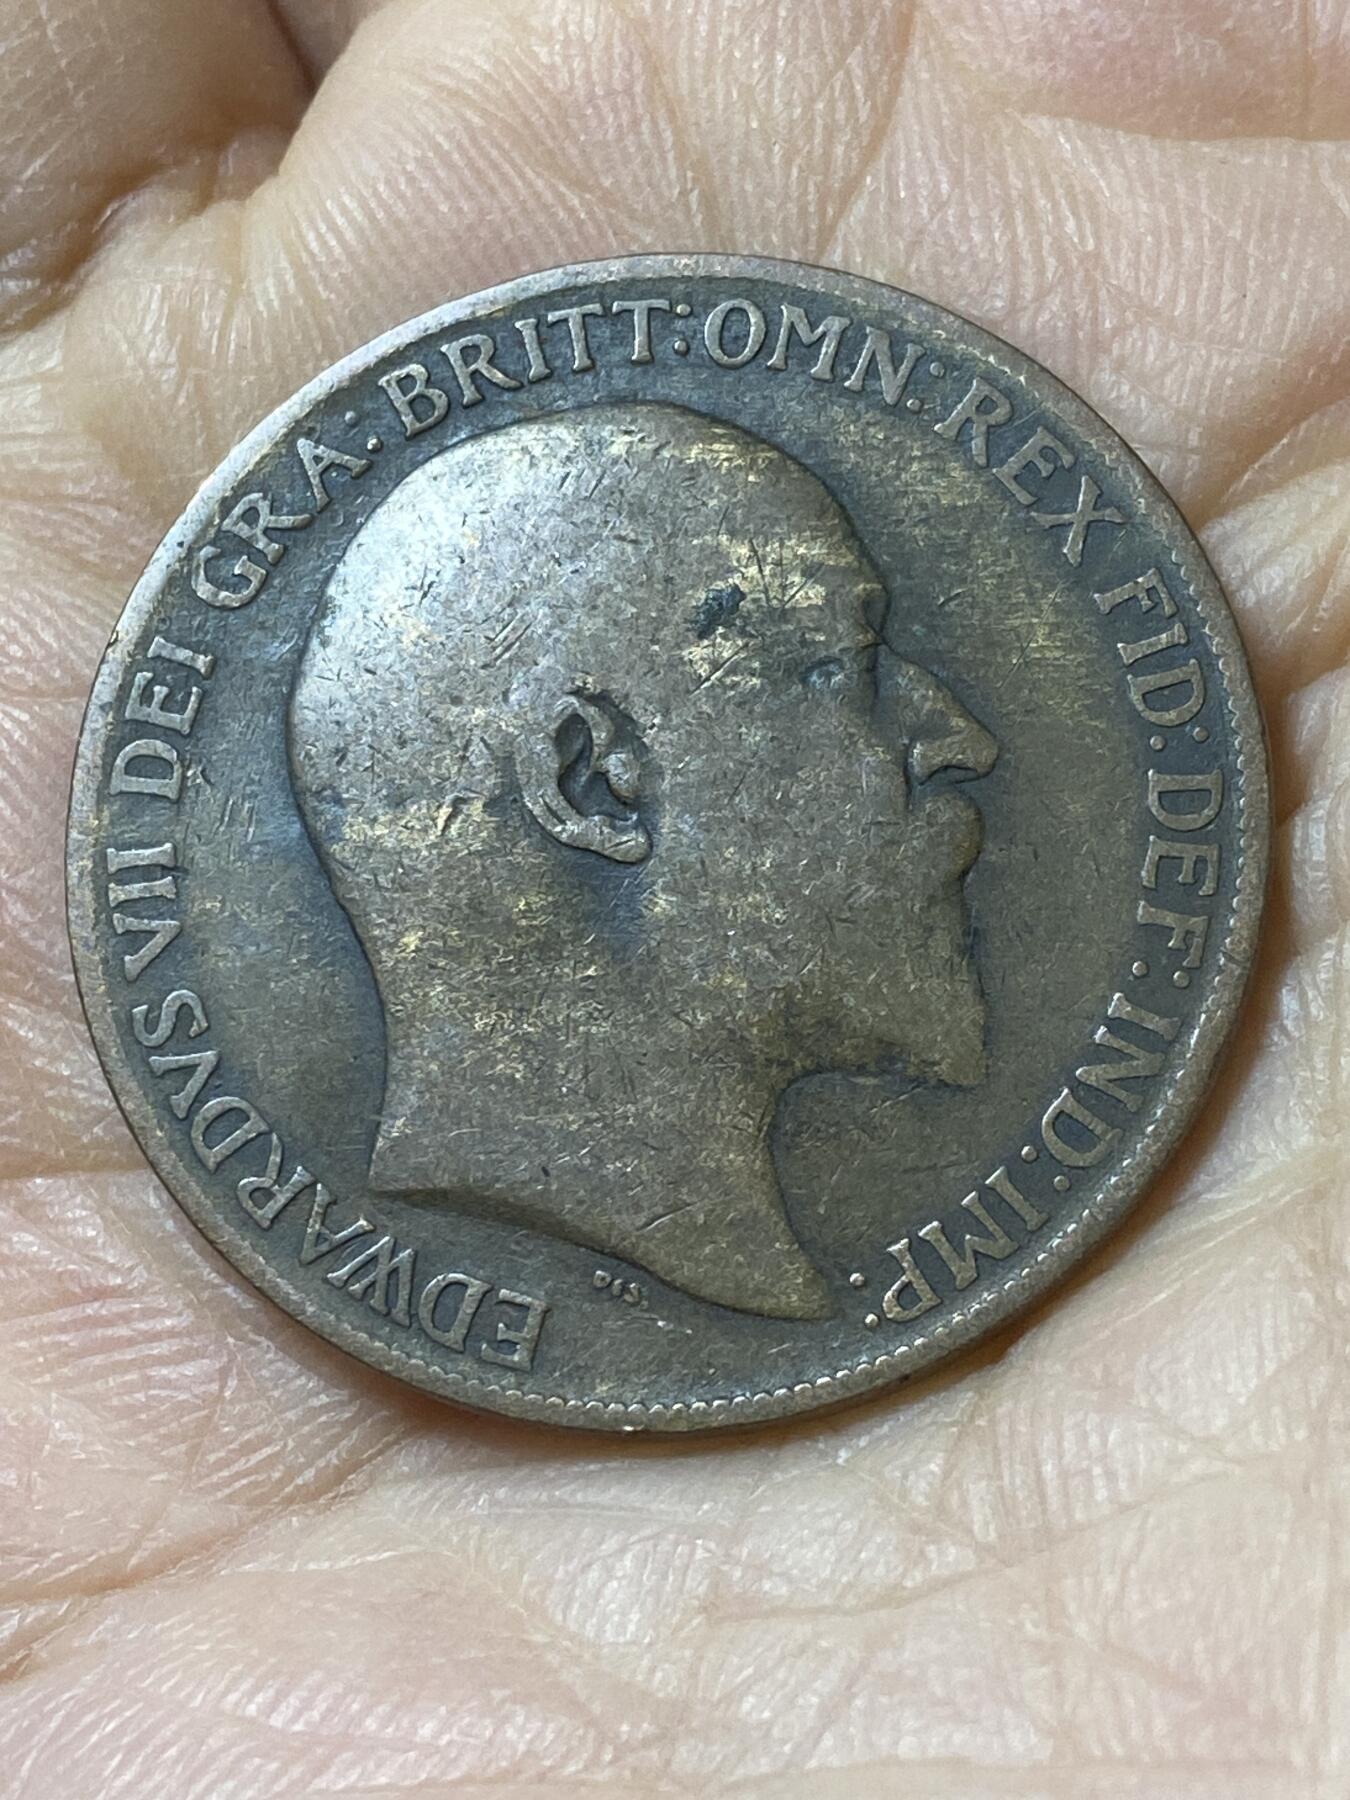 EDWARDVS VII DEI GRA: BRITT: OMN: REX FID: DEF: IND: IMP: